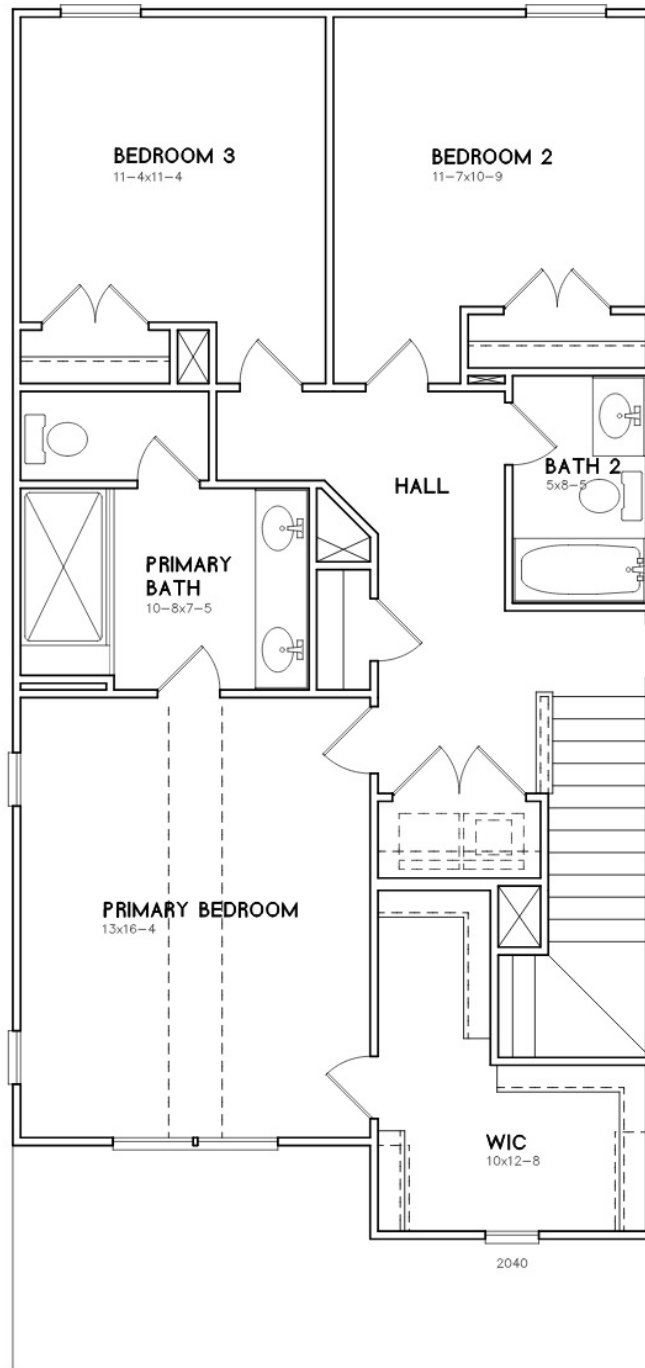 BEDROOM 3
11-4x11-4
BEDROOM 2
11-7x10-9
HALL
BATH 2
5x8-5
PRIMARY
BATH
10-8x7-5
PRIMARY BEDROOM
13x16-4
WIC
10x12-8
2040